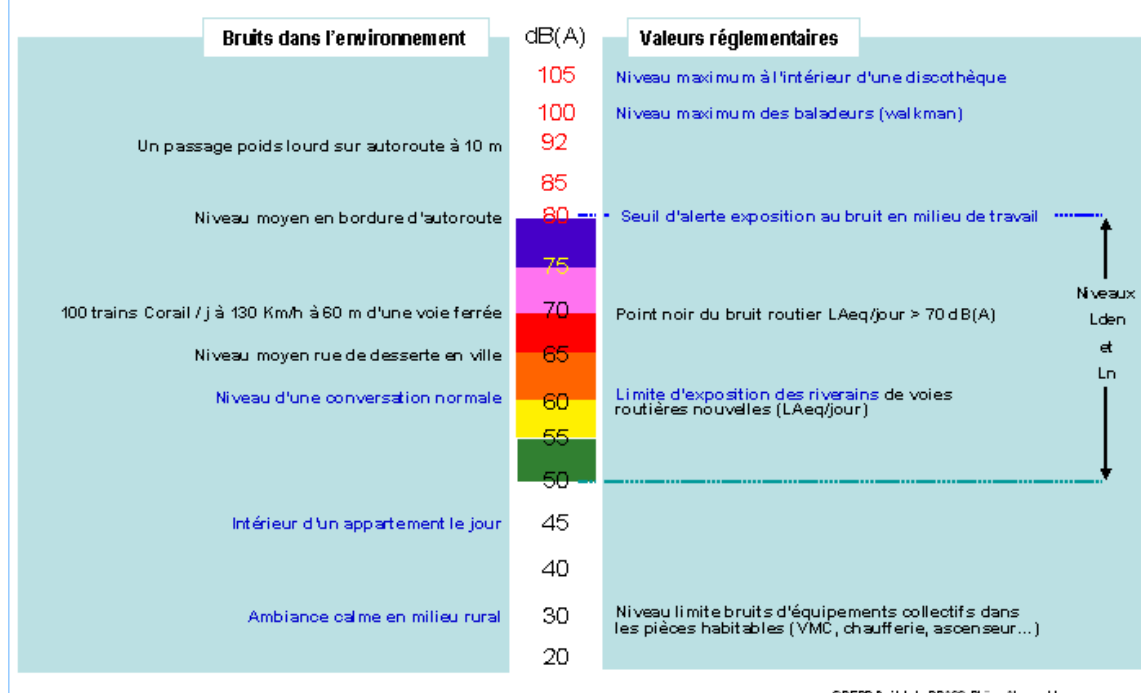 Bruits dans l'environnement
dB(A)
Valeurs réglementaires
105
Niveau maximum à l'intérieur d'une discothèque
100
Niveau maximum des baladeurs (walkman)
Un passage poids lourd sur autoroute à 10 m
92
85
Niveau moyen en bordure d'autoroute
80
Seuil d'alerte exposition au bruit en milieu de travail
75
Niveaux
Lden
et
Ln
100 trains Corail / j à 130 Km/h à 60 m d'une voie ferrée
70
Point noir du bruit routier LAeq/jour > 70 dB(A)
Niveau moyen rue de desserte en ville
65
Niveau d'une conversation normale
60
Limite d'exposition des riverains de voies
routières nouvelles (LAeq/jour)
55
50
Intérieur d'un appartement le jour
45
40
Ambiance calme en milieu rural
30
Niveau limite bruits d'équipements collectifs dans
les pièces habitables (VMC, chaufferie, ascenseur...)
20